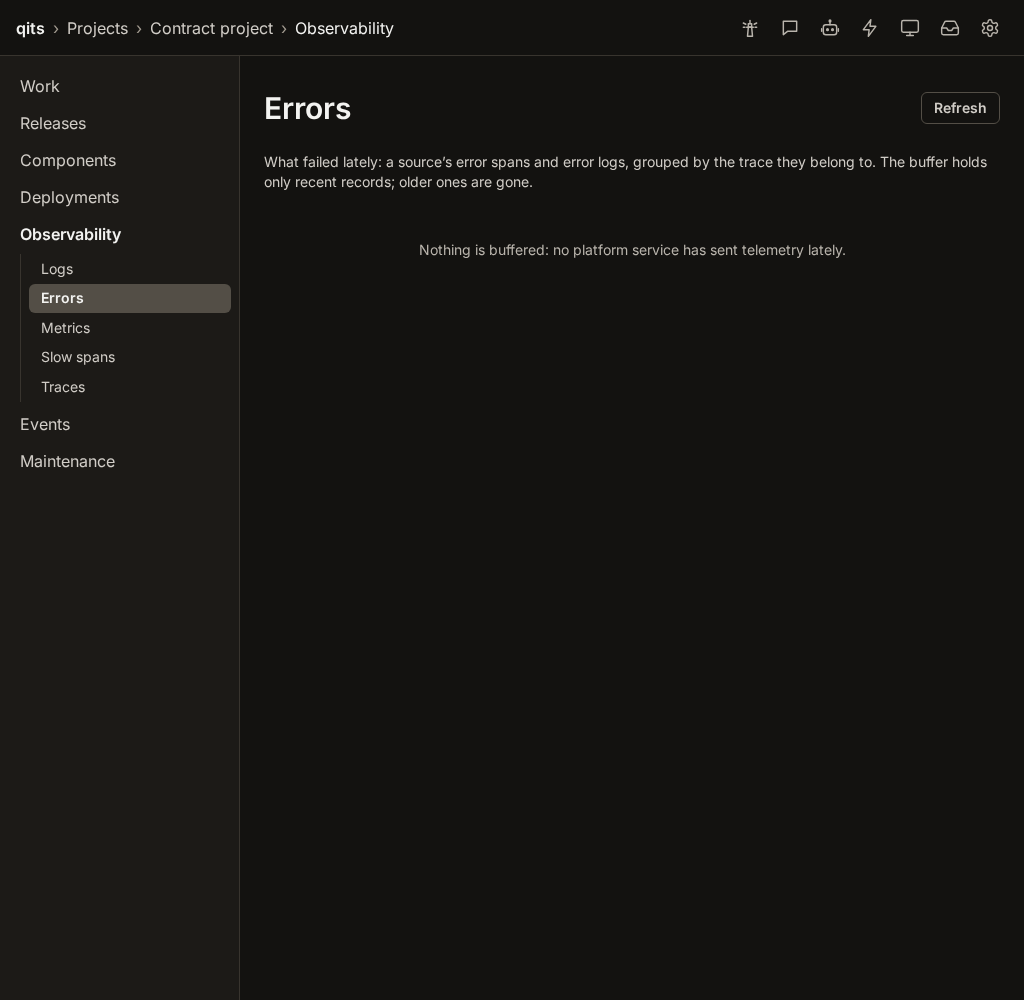 qits › Projects › Contract project › Observability
Work
Releases
Components
Deployments
Observability
Logs
Errors
Metrics
Slow spans
Traces
Events
Maintenance
Errors
Refresh
What failed lately: a source’s error spans and error logs, grouped by the trace they belong to. The buffer holds
only recent records; older ones are gone.
Nothing is buffered: no platform service has sent telemetry lately.